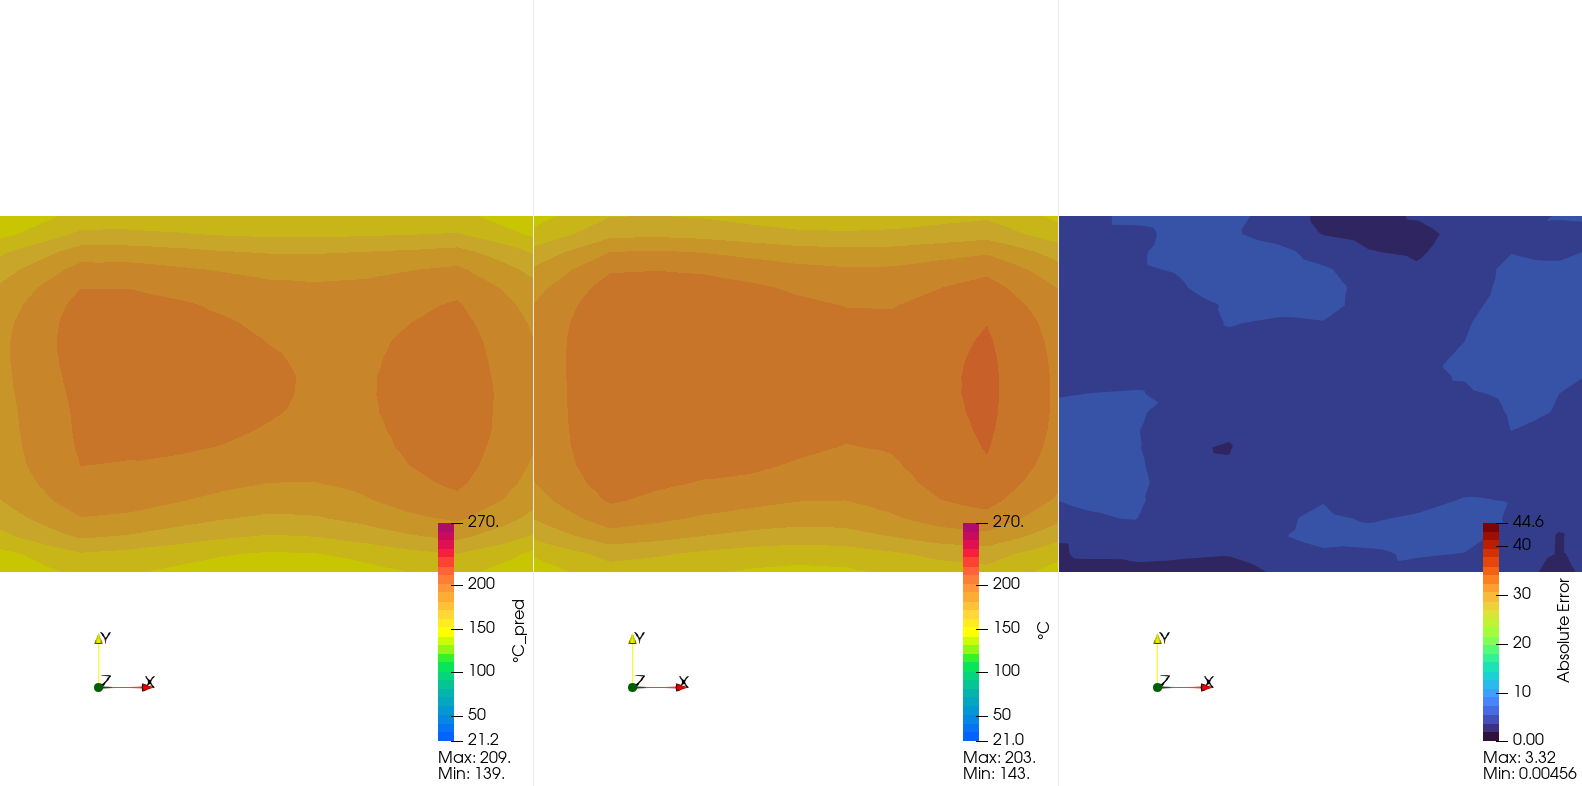 270.
200
150
100
50
21.2
°C_pred
Max: 209.
Min: 139.
Y
Z
X
270.
200
150
100
50
21.0
°C
Max: 203.
Min: 143.
Y
Z
X
44.6
40
30
20
10
0.00
Absolute Error
Max: 3.32
Min: 0.00456
Y
Z
X